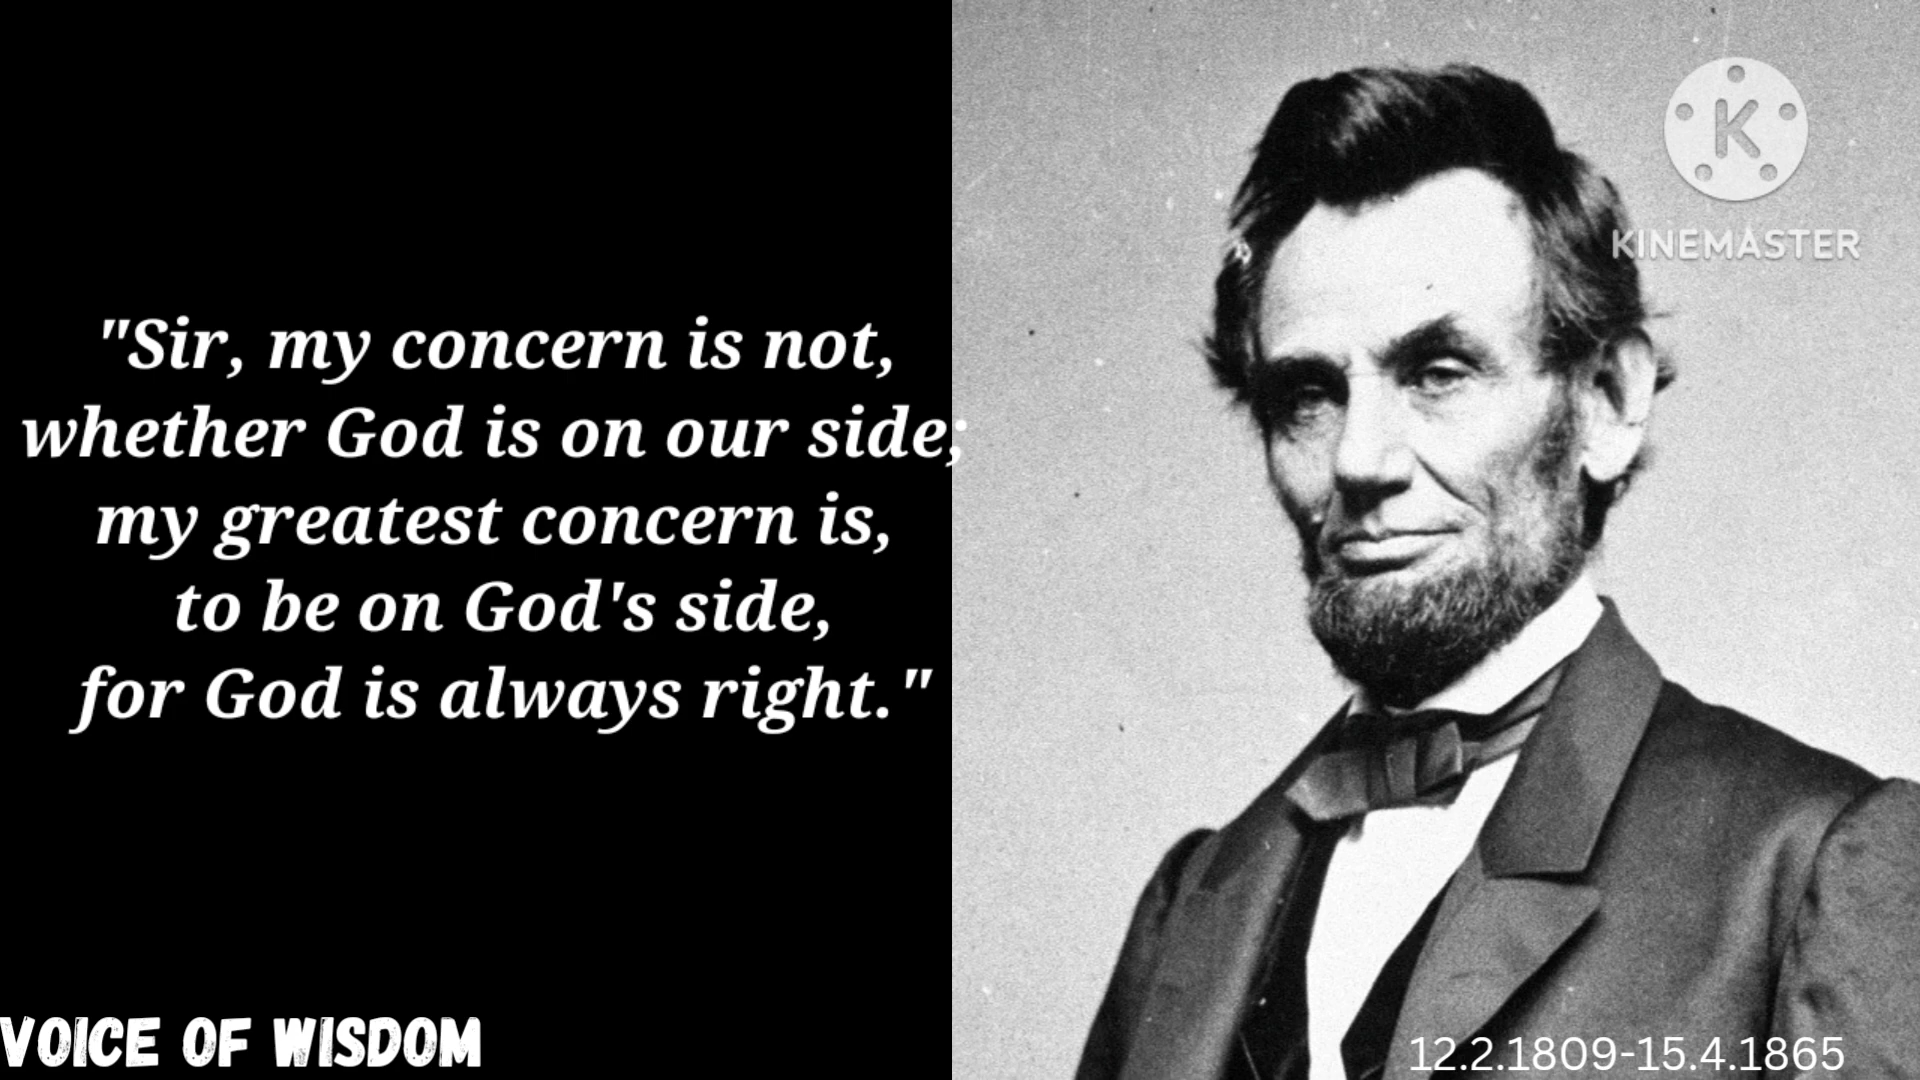 "Sir, my concern is not,
whether God is on our side;
my greatest concern is,
to be on God's side,
for God is always right."
VOICE OF WISDOM
K
KINEMASTER
12.2.1809-15.4.1865